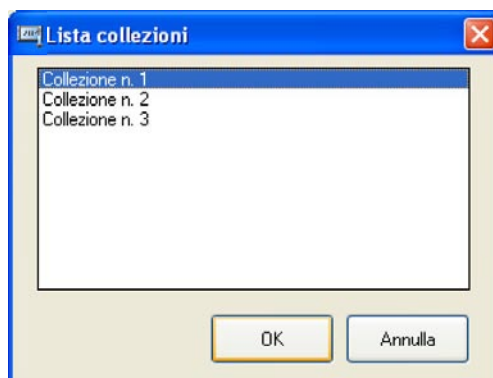 Lista collezioni
Collezione n. 1
Collezione n. 2
Collezione n. 3
OK
Annulla